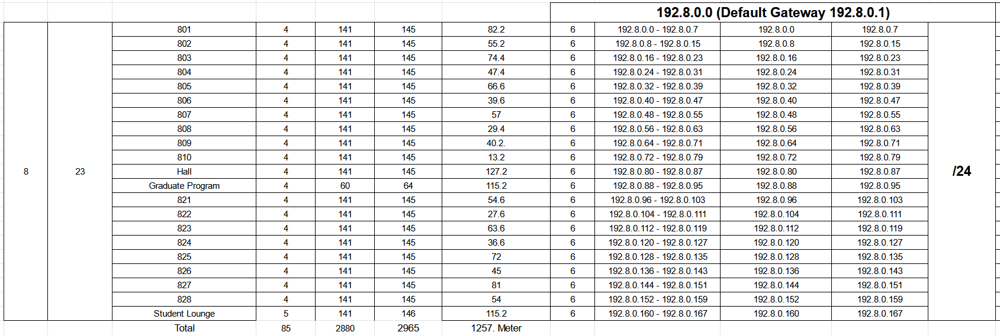 192.8.0.0 (Default Gateway 192.8.0.1)
801 4 141 145 82.2 6 192.8.0.0 - 192.8.0.7 192.8.0.0 192.8.0.7
802 4 141 145 55.2 6 192.8.0.8 - 192.8.0.15 192.8.0.8 192.8.0.15
803 4 141 145 74.4 6 192.8.0.16 - 192.8.0.23 192.8.0.16 192.8.0.23
804 4 141 145 47.4 6 192.8.0.24 - 192.8.0.31 192.8.0.24 192.8.0.31
805 4 141 145 66.6 6 192.8.0.32 - 192.8.0.39 192.8.0.32 192.8.0.39
806 4 141 145 39.6 6 192.8.0.40 - 192.8.0.47 192.8.0.40 192.8.0.47
807 4 141 145 57 6 192.8.0.48 - 192.8.0.55 192.8.0.48 192.8.0.55
808 4 141 145 29.4 6 192.8.0.56 - 192.8.0.63 192.8.0.56 192.8.0.63
809 4 141 145 40.2. 6 192.8.0.64 - 192.8.0.71 192.8.0.64 192.8.0.71
810 4 141 145 13.2 6 192.8.0.72 - 192.8.0.79 192.8.0.72 192.8.0.79
8 23 Hall 4 141 145 127.2 6 192.8.0.80 - 192.8.0.87 192.8.0.80 192.8.0.87 /24
Graduate Program 4 60 64 115.2 6 192.8.0.88 - 192.8.0.95 192.8.0.88 192.8.0.95
821 4 141 145 54.6 6 192.8.0.96 - 192.8.0.103 192.8.0.96 192.8.0.103
822 4 141 145 27.6 6 192.8.0.104 - 192.8.0.111 192.8.0.104 192.8.0.111
823 4 141 145 63.6 6 192.8.0.112 - 192.8.0.119 192.8.0.112 192.8.0.119
824 4 141 145 36.6 6 192.8.0.120 - 192.8.0.127 192.8.0.120 192.8.0.127
825 4 141 145 72 6 192.8.0.128 - 192.8.0.135 192.8.0.128 192.8.0.135
826 4 141 145 45 6 192.8.0.136 - 192.8.0.143 192.8.0.136 192.8.0.143
827 4 141 145 81 6 192.8.0.144 - 192.8.0.151 192.8.0.144 192.8.0.151
828 4 141 145 54 6 192.8.0.152 - 192.8.0.159 192.8.0.152 192.8.0.159
Student Lounge 5 141 146 115.2 6 192.8.0.160 - 192.8.0.167 192.8.0.160 192.8.0.167
Total 85 2880 2965 1257. Meter